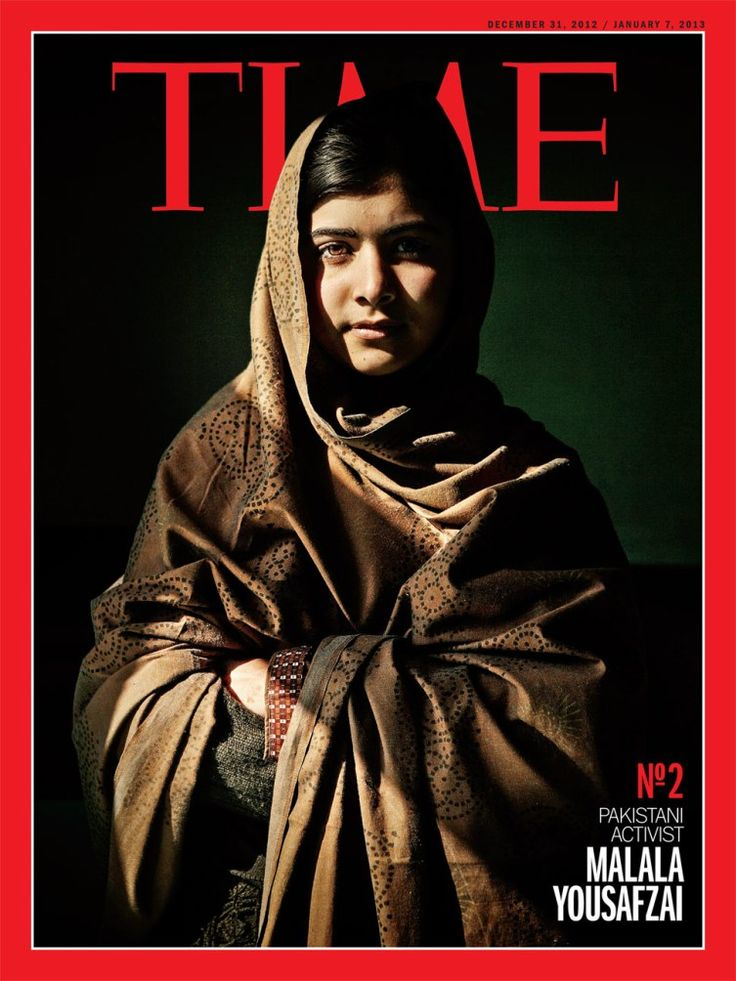 DECEMBER 31, 2012 / JANUARY 7, 2013
TIME
Nº2
PAKISTANI
ACTIVIST
MALALA
YOUSAFZAI